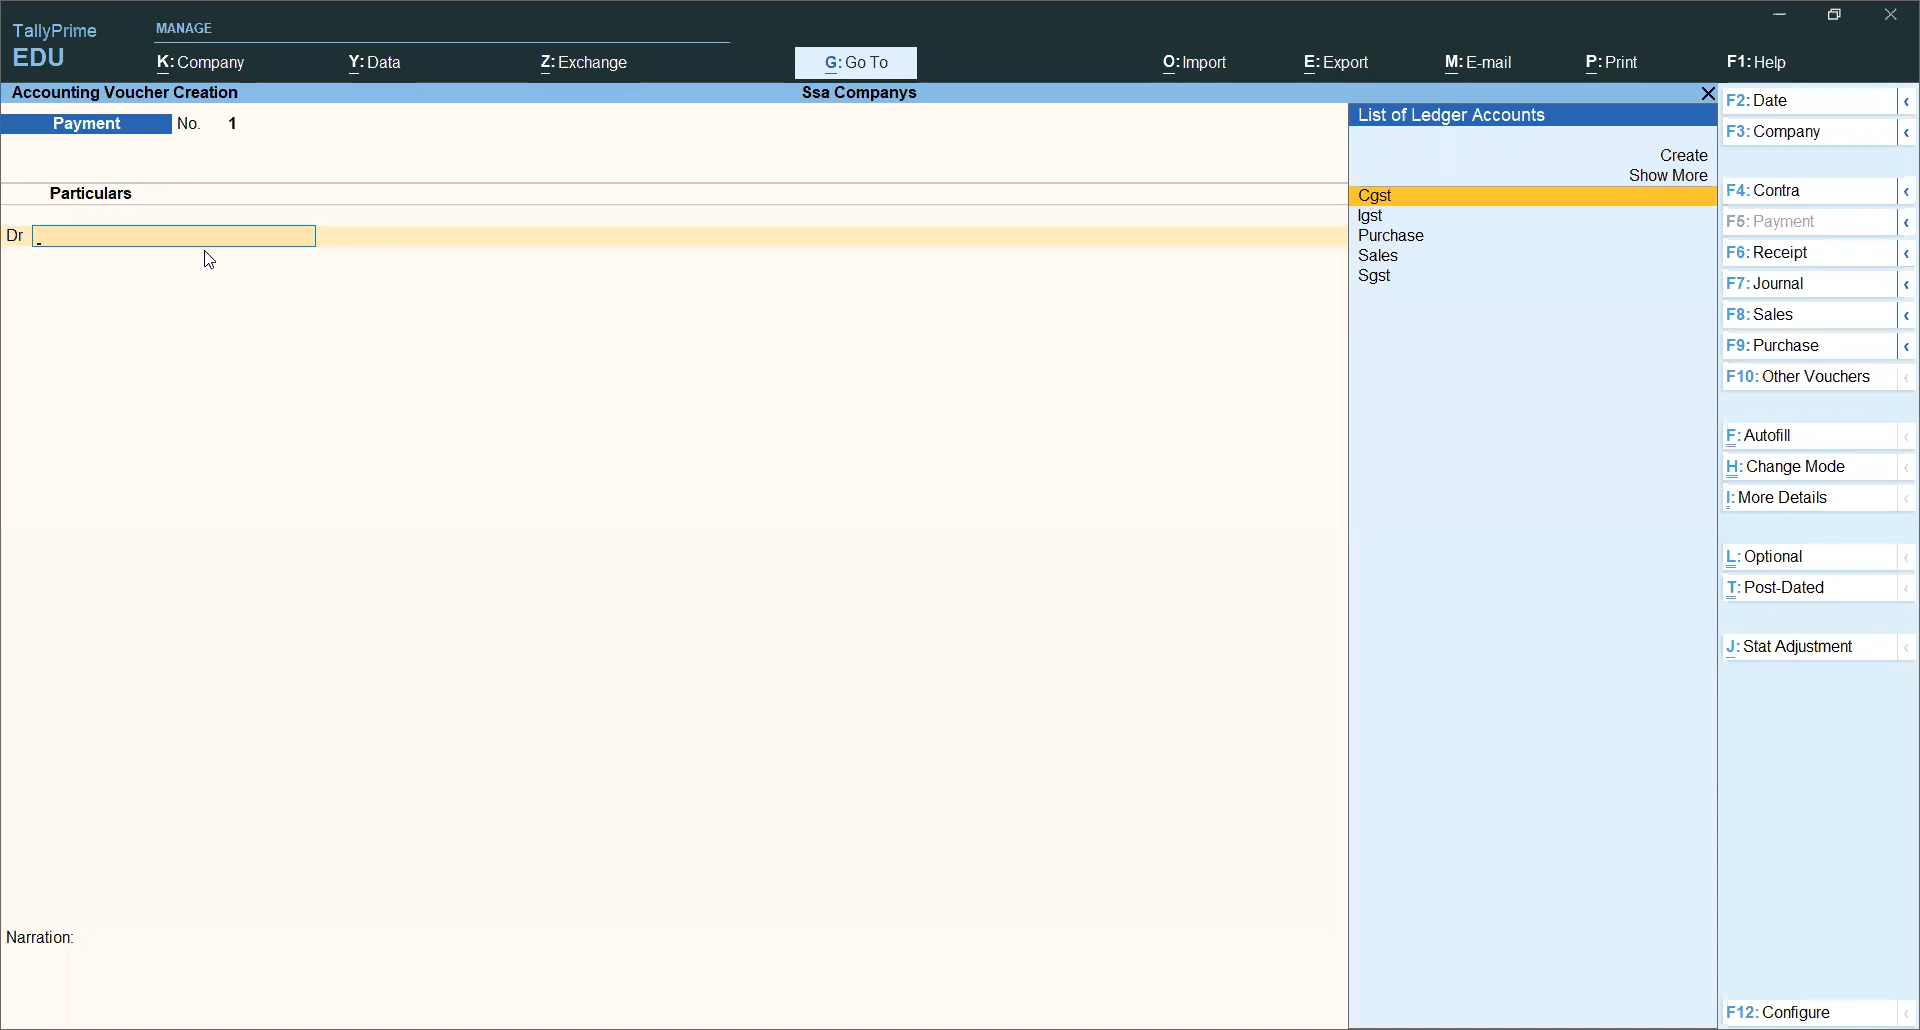 TallyPrime
EDU
MANAGE
K: Company
Y: Data
Z: Exchange
G: Go To
O: Import
E: Export
M: E-mail
P: Print
F1: Help
Accounting Voucher Creation
Ssa Companys
Payment No. 1
Particulars
Dr
Narration:
List of Ledger Accounts
Create
Show More
Cgst
Igst
Purchase
Sales
Sgst
F2: Date
F3: Company
F4: Contra
F5: Payment
F6: Receipt
F7: Journal
F8: Sales
F9: Purchase
F10: Other Vouchers
F: Autofill
H: Change Mode
I: More Details
L: Optional
T: Post-Dated
J: Stat Adjustment
F12: Configure